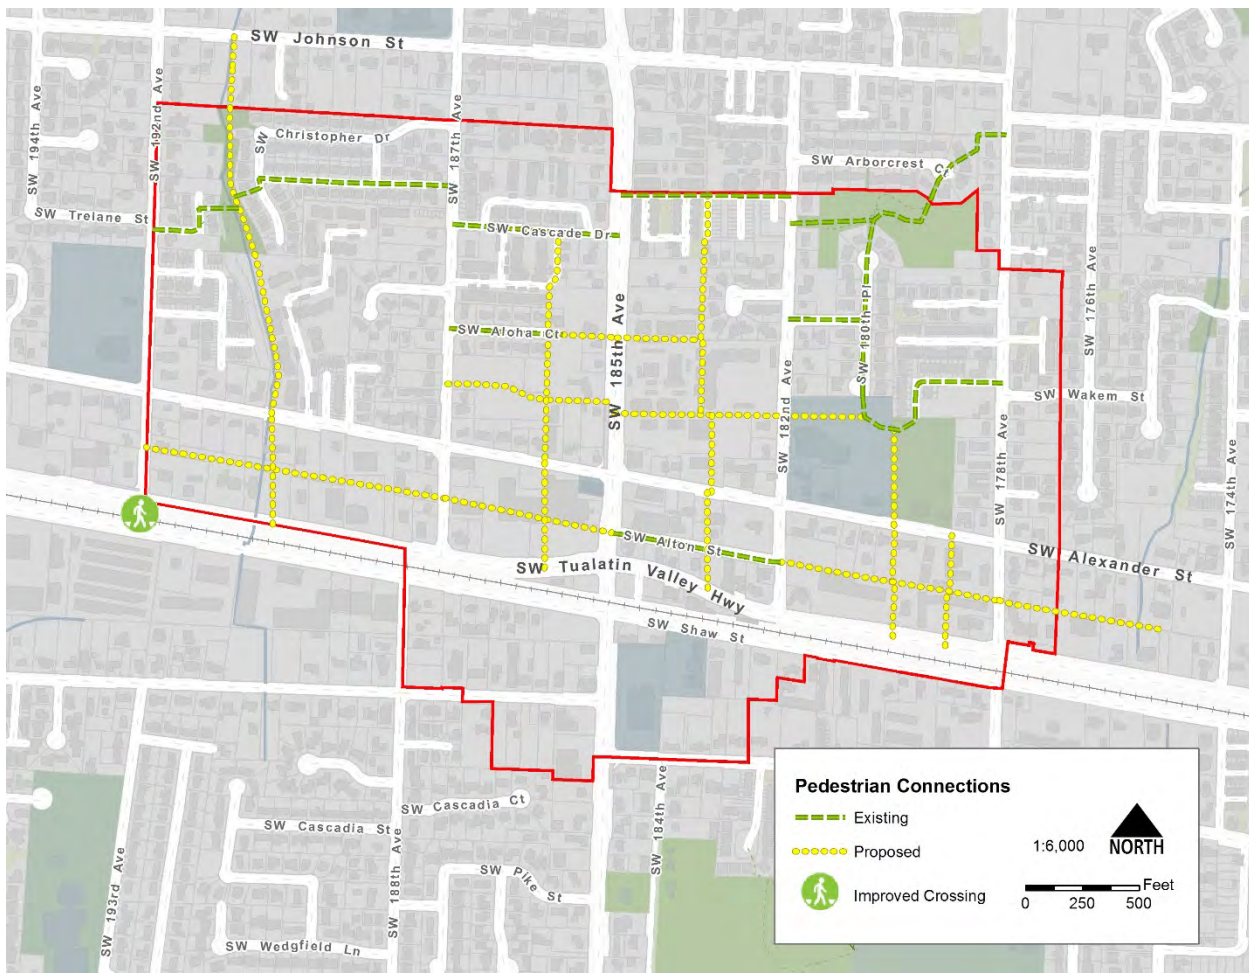 SW Johnson St
SW 194th Ave
SW 192nd Ave
SW Christopher Dr
SW 187th Ave
SW Arborcrest Ct
SW Trelane St
SW Cascade Dr
SW 185th Ave
SW 180th Pl
SW 176th Ave
SW Aloha Ct
SW 182nd Ave
SW Wakem St
SW 178th Ave
SW 174th Ave
SW Alton St
SW Alexander St
SW Tualatin Valley Hwy
SW Shaw St
SW 193rd Ave
SW Cascadia Ct
SW Cascadia St
SW 188th Ave
SW 184th Ave
SW Pike St
SW Wedgfield Ln
Pedestrian Connections
Existing
Proposed
Improved Crossing
1:6,000
NORTH
Feet
0 250 500